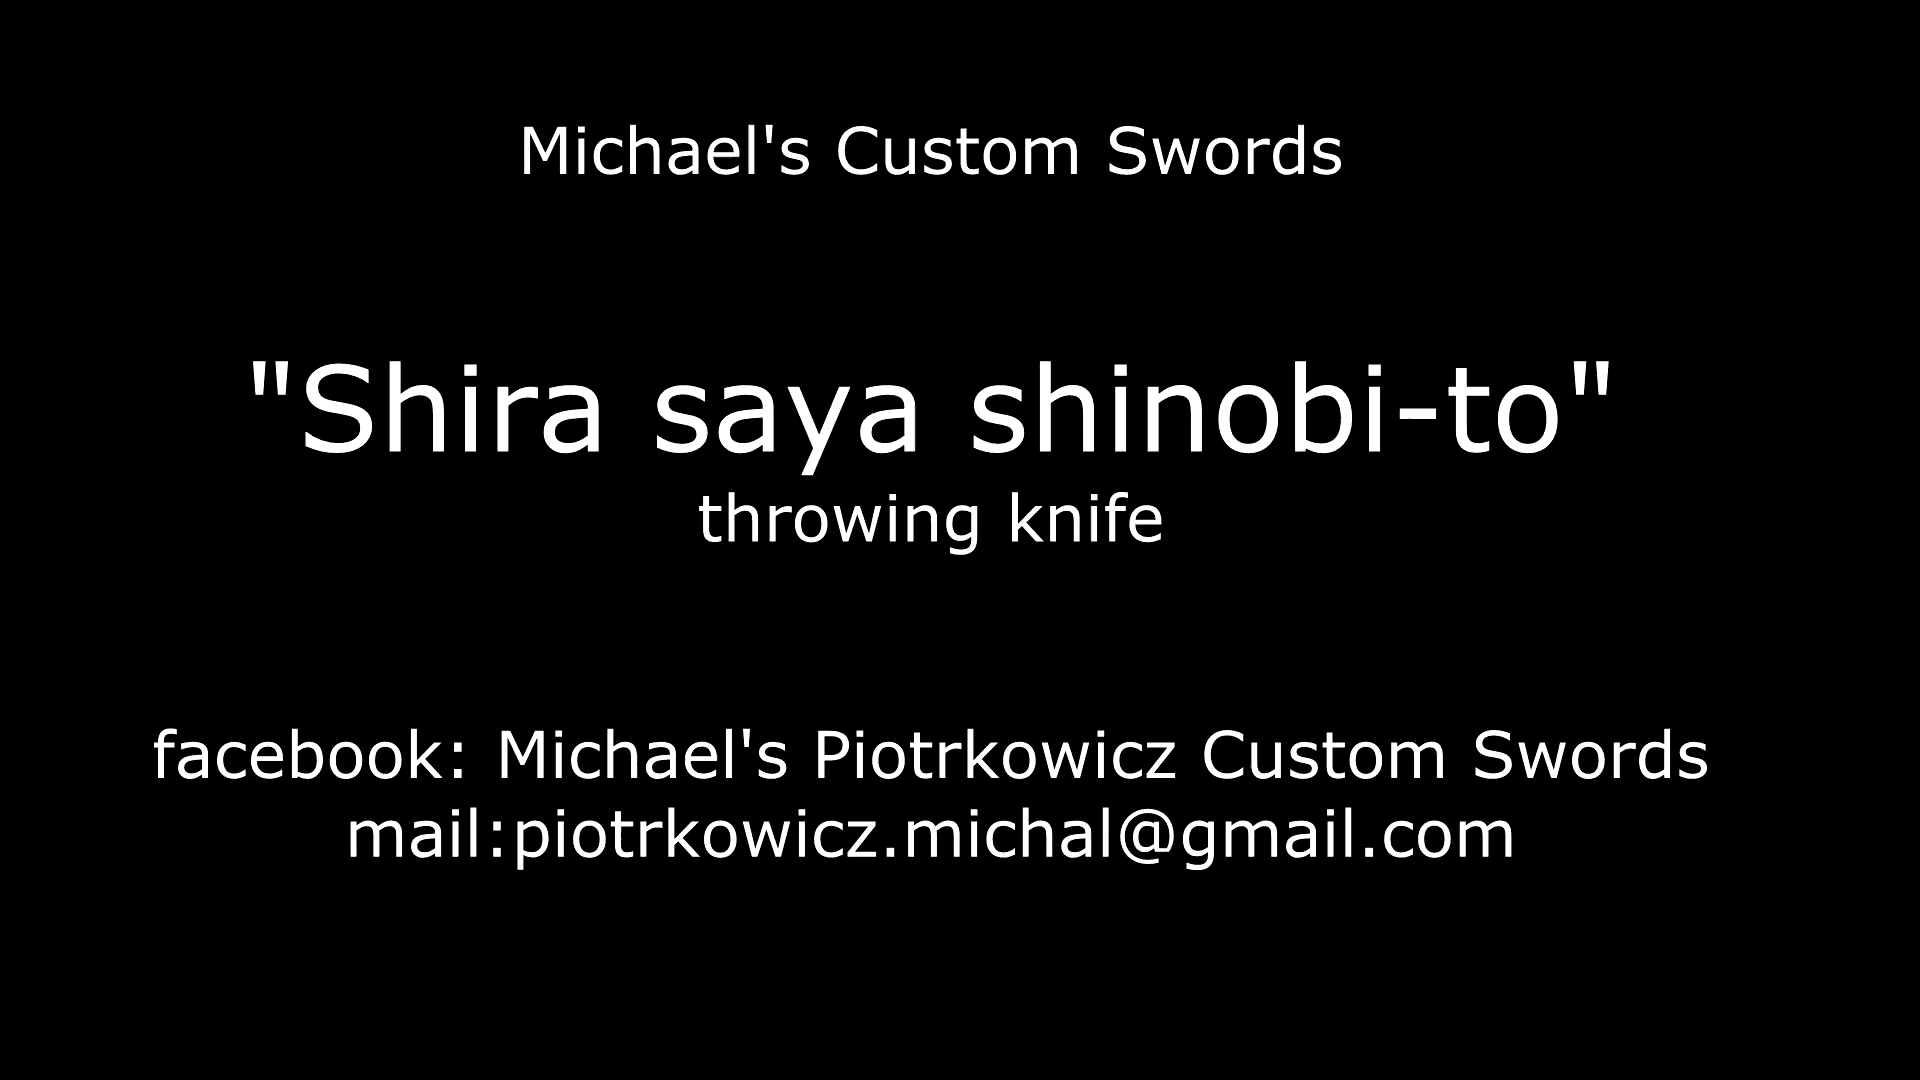 Michael's Custom Swords
"Shira saya shinobi-to"
throwing knife
facebook: Michael's Piotrkowicz Custom Swords
mail:piotrkowicz.michal@gmail.com